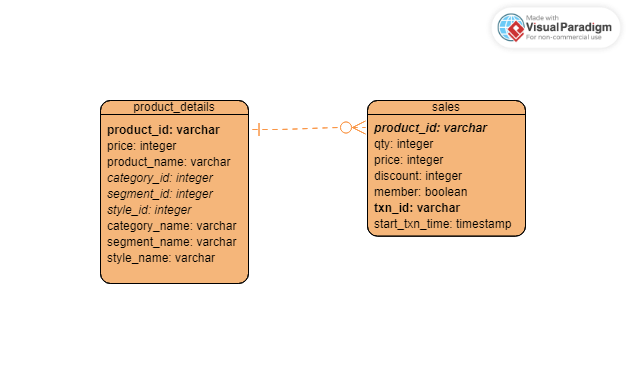 Made with
VisualParadigm
For non-commercial use
product_details
product_id: varchar
price: integer
product_name: varchar
category_id: integer
segment_id: integer
style_id: integer
category_name: varchar
segment_name: varchar
style_name: varchar
sales
product_id: varchar
qty: integer
price: integer
discount: integer
member: boolean
txn_id: varchar
start_txn_time: timestamp